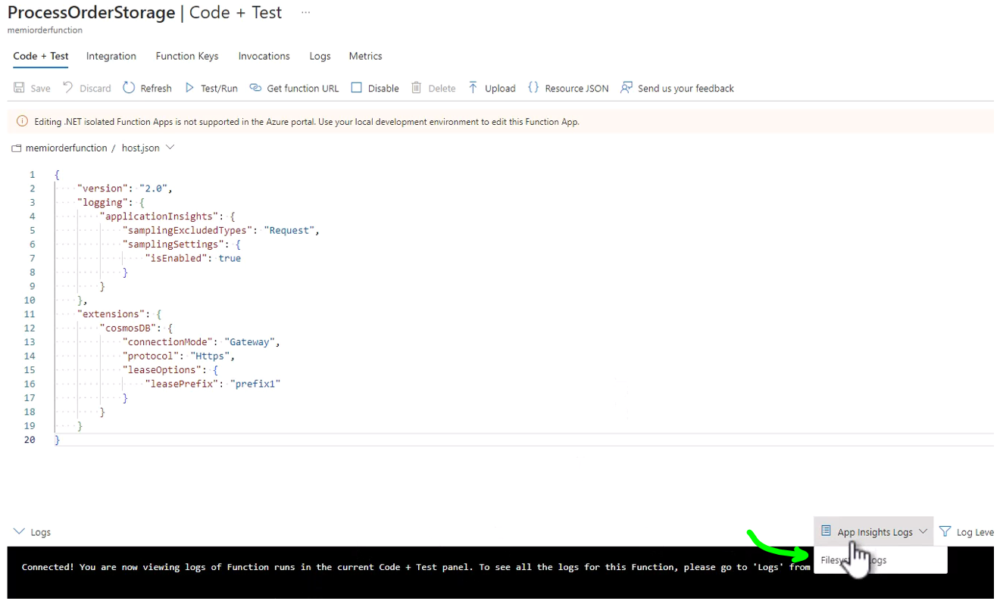 ProcessOrderStorage | Code + Test ...
memiorderfunction
Code + Test Integration Function Keys Invocations Logs Metrics
Save Discard Refresh Test/Run Get function URL Disable Delete Upload Resource JSON Send us your feedback
Editing .NET isolated Function Apps is not supported in the Azure portal. Use your local development environment to edit this Function App.
memiorderfunction / host.json
1 {
2 "version": "2.0",
3 "logging": {
4 "applicationInsights": {
5 "samplingExcludedTypes": "Request",
6 "samplingSettings": {
7 "isEnabled": true
8 }
9 }
10 },
11 "extensions": {
12 "cosmosDB": {
13 "connectionMode": "Gateway",
14 "protocol": "Https",
15 "leaseOptions": {
16 "leasePrefix": "prefix1"
17 }
18 }
19 }
20 }
Logs App Insights Logs Log Leve
Connected! You are now viewing logs of Function runs in the current Code + Test panel. To see all the logs for this Function, please go to 'Logs' from